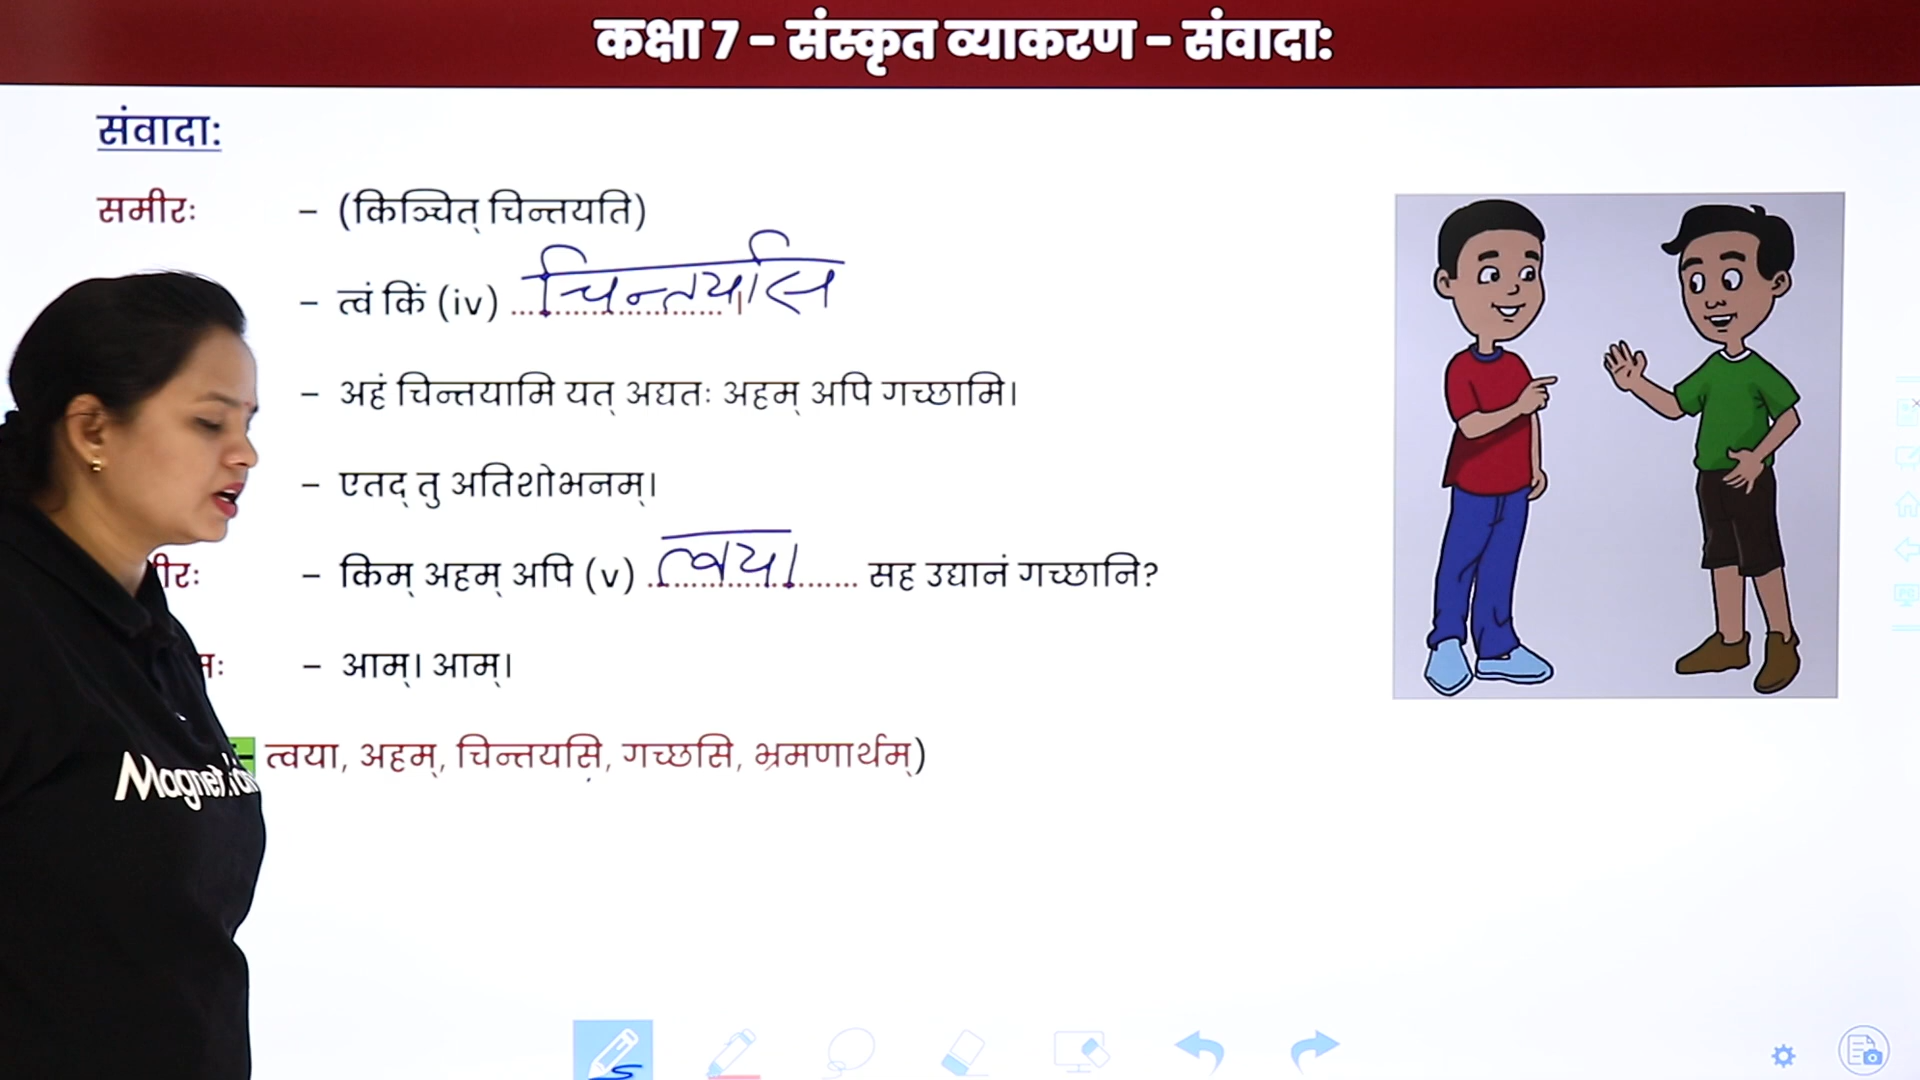 कक्षा 7 - संस्कृत व्याकरण - संवादाः
संवादाः
समीरः - (किञ्चित् चिन्तयति)
- त्वं किं (iv) चिन्तयसि
- अहं चिन्तयामि यत् अद्यतः अहम् अपि गच्छामि।
- एतद् तु अतिशोभनम्।
- किम् अहम् अपि (v) त्वया सह उद्यानं गच्छानि?
- आम्। आम्।
त्वया, अहम्, चिन्तयसि, गच्छसि, भ्रमणार्थम्)